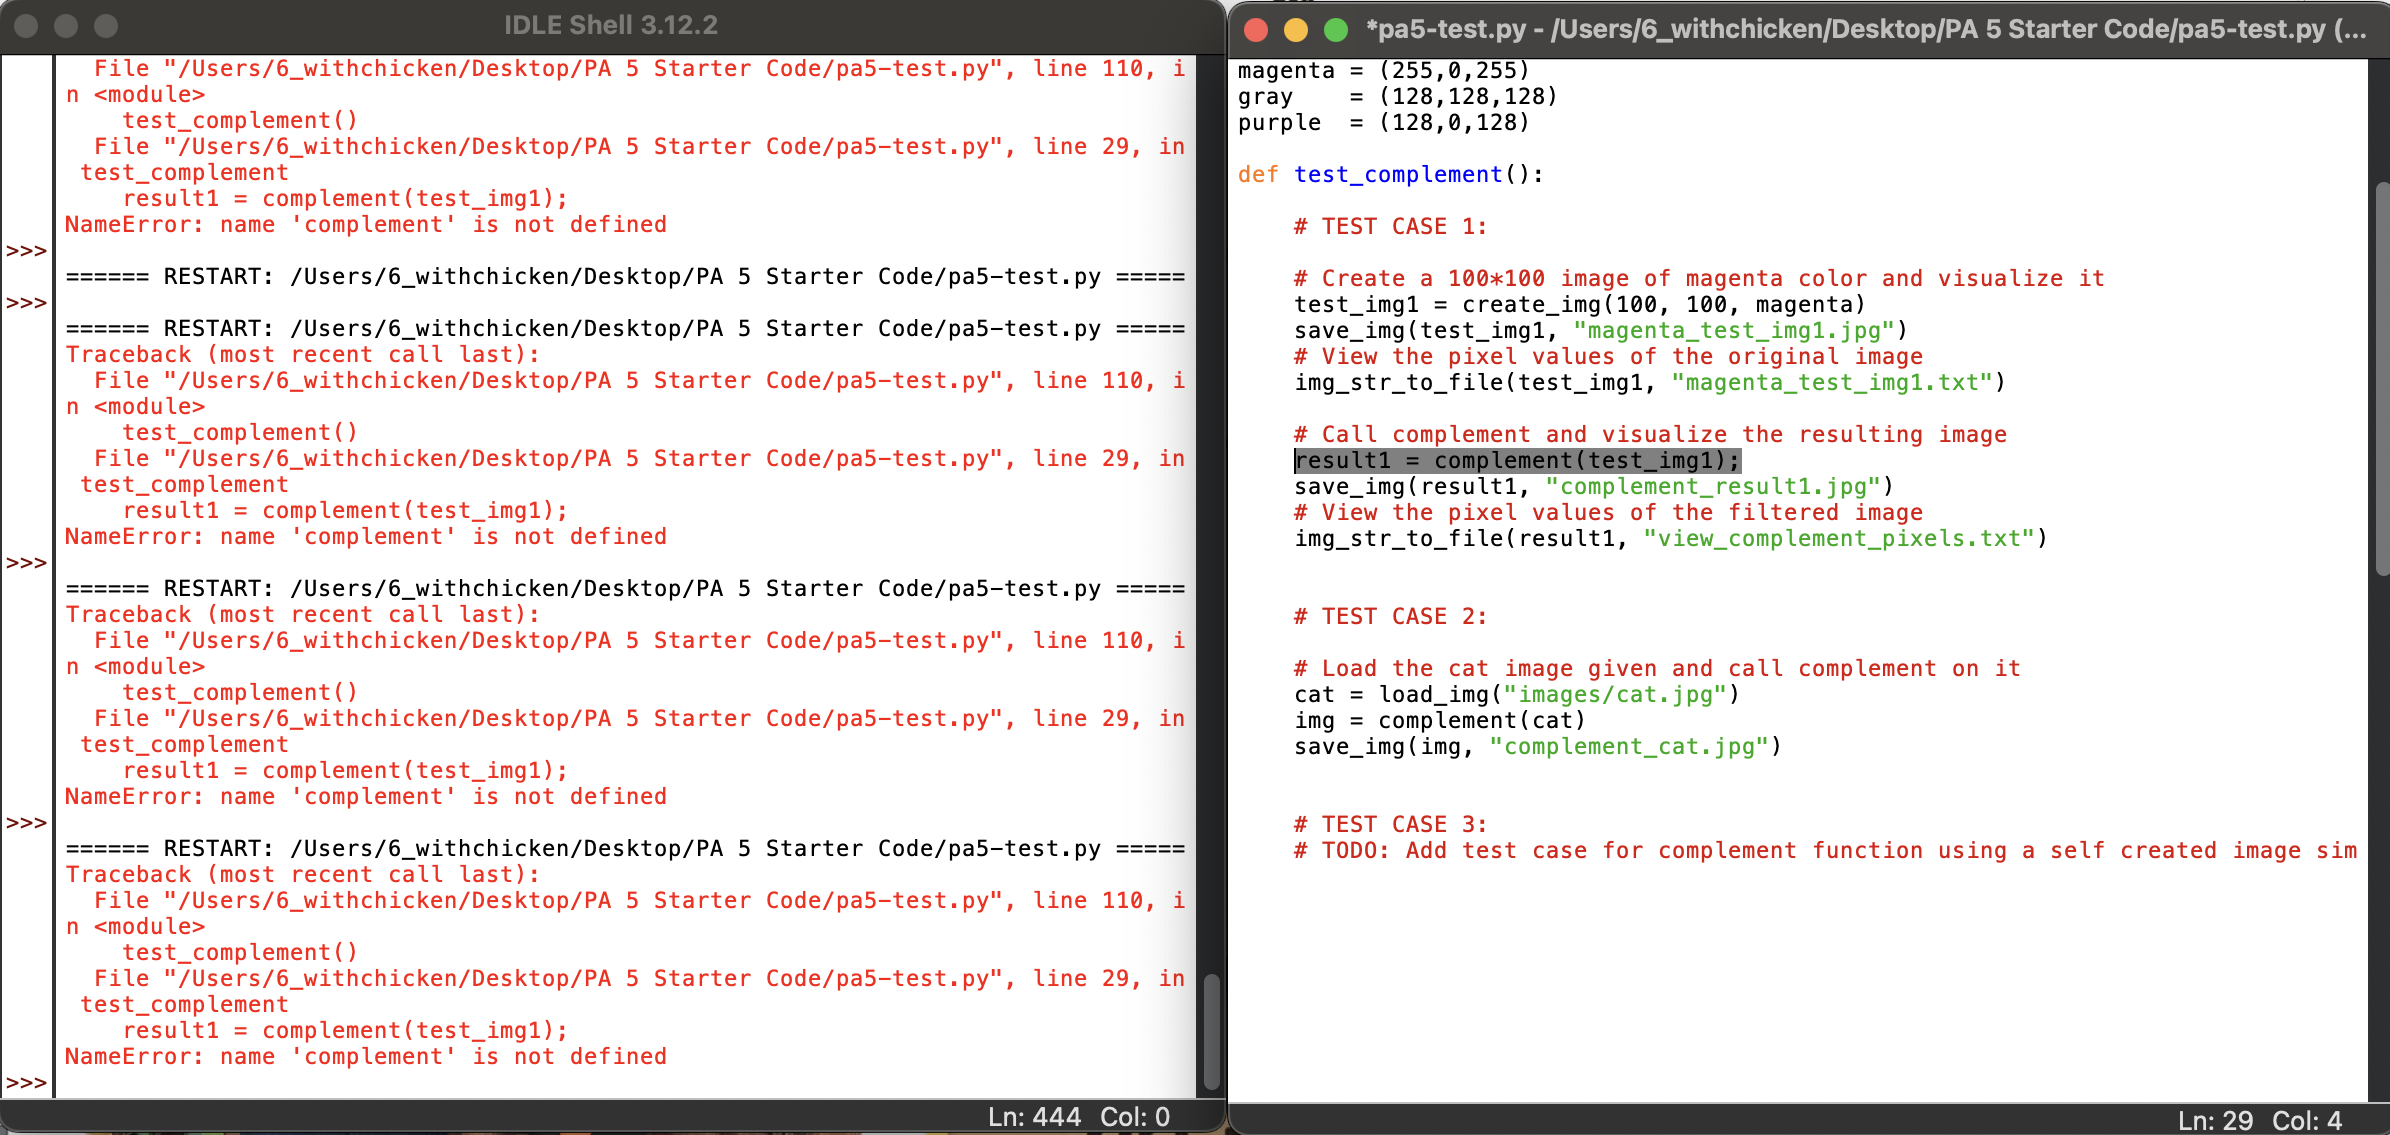 IDLE Shell 3.12.2
File "/Users/6_withchicken/Desktop/PA 5 Starter Code/pa5-test.py", line 110, i
n <module>
test_complement()
File "/Users/6_withchicken/Desktop/PA 5 Starter Code/pa5-test.py", line 29, in
test_complement
result1 = complement(test_img1);
NameError: name 'complement' is not defined
>>>
====== RESTART: /Users/6_withchicken/Desktop/PA 5 Starter Code/pa5-test.py =====
>>>
====== RESTART: /Users/6_withchicken/Desktop/PA 5 Starter Code/pa5-test.py =====
Traceback (most recent call last):
File "/Users/6_withchicken/Desktop/PA 5 Starter Code/pa5-test.py", line 110, i
n <module>
test_complement()
File "/Users/6_withchicken/Desktop/PA 5 Starter Code/pa5-test.py", line 29, in
test_complement
result1 = complement(test_img1);
NameError: name 'complement' is not defined
>>>
====== RESTART: /Users/6_withchicken/Desktop/PA 5 Starter Code/pa5-test.py =====
Traceback (most recent call last):
File "/Users/6_withchicken/Desktop/PA 5 Starter Code/pa5-test.py", line 110, i
n <module>
test_complement()
File "/Users/6_withchicken/Desktop/PA 5 Starter Code/pa5-test.py", line 29, in
test_complement
result1 = complement(test_img1);
NameError: name 'complement' is not defined
>>>
====== RESTART: /Users/6_withchicken/Desktop/PA 5 Starter Code/pa5-test.py =====
Traceback (most recent call last):
File "/Users/6_withchicken/Desktop/PA 5 Starter Code/pa5-test.py", line 110, i
n <module>
test_complement()
File "/Users/6_withchicken/Desktop/PA 5 Starter Code/pa5-test.py", line 29, in
test_complement
result1 = complement(test_img1);
NameError: name 'complement' is not defined
>>>
Ln: 444 Col: 0
*pa5-test.py - /Users/6_withchicken/Desktop/PA 5 Starter Code/pa5-test.py (...
magenta = (255,0,255)
gray    = (128,128,128)
purple  = (128,0,128)
def test_complement():
# TEST CASE 1:
# Create a 100*100 image of magenta color and visualize it
test_img1 = create_img(100, 100, magenta)
save_img(test_img1, "magenta_test_img1.jpg")
# View the pixel values of the original image
img_str_to_file(test_img1, "magenta_test_img1.txt")
# Call complement and visualize the resulting image
result1 = complement(test_img1);
save_img(result1, "complement_result1.jpg")
# View the pixel values of the filtered image
img_str_to_file(result1, "view_complement_pixels.txt")
# TEST CASE 2:
# Load the cat image given and call complement on it
cat = load_img("images/cat.jpg")
img = complement(cat)
save_img(img, "complement_cat.jpg")
# TEST CASE 3:
# TODO: Add test case for complement function using a self created image sim
Ln: 29 Col: 4